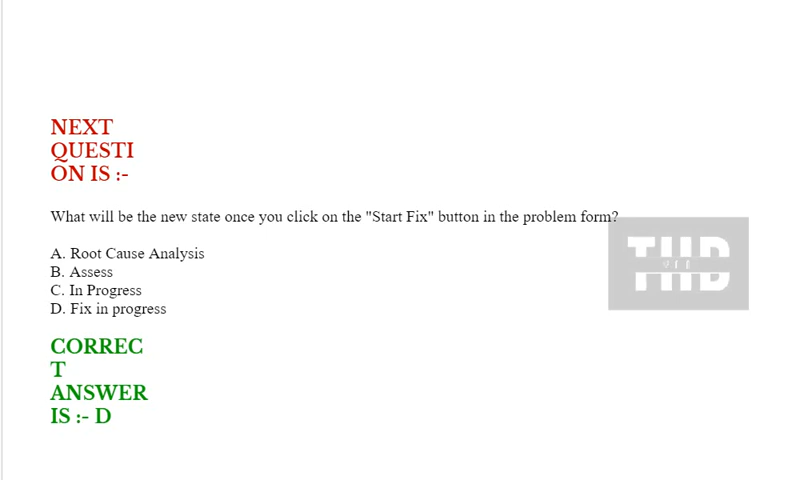 NEXT
QUESTI
ON IS :-
What will be the new state once you click on the "Start Fix" button in the problem form?
A. Root Cause Analysis
B. Assess
C. In Progress
D. Fix in progress
CORREC
T
ANSWER
IS :- D
THD